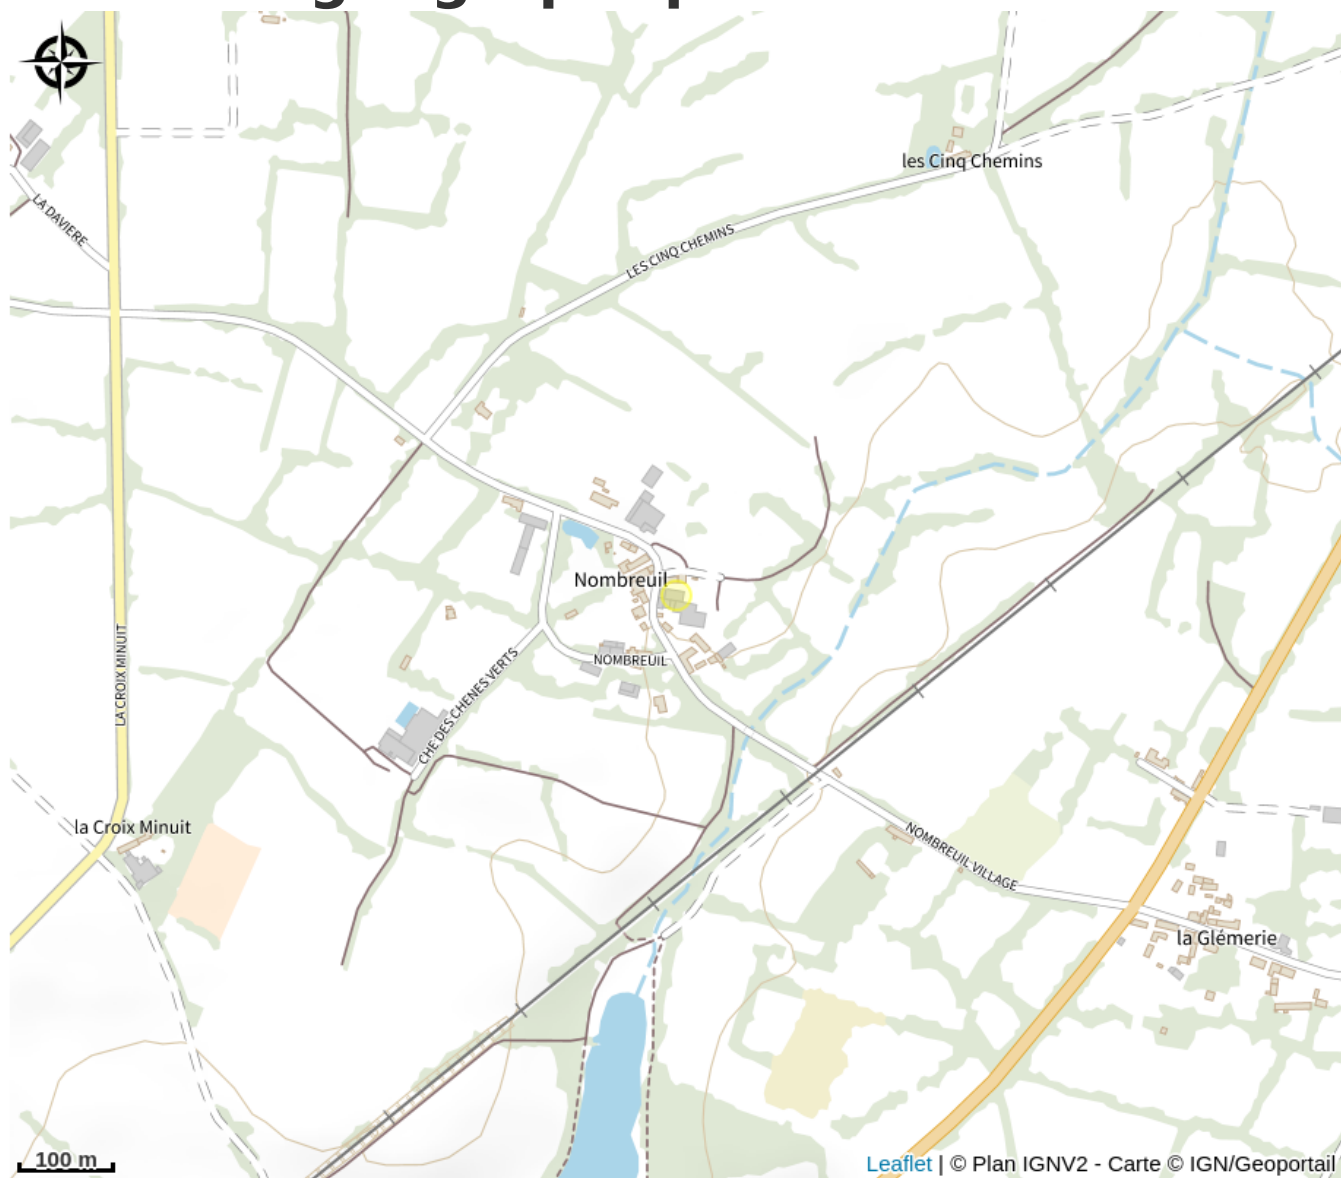 les Cinq Chemins
LA DAVIERE
LES CINQ CHEMINS
Nombreuil
NOMBREUIL
LA CROIX MINUIT
CHE DES CHENES VERTS
la Croix Minuit
NOMBREUIL VILLAGE
la Glémerie
100 m
Leaflet | © Plan IGNV2 - Carte © IGN/Geoportail